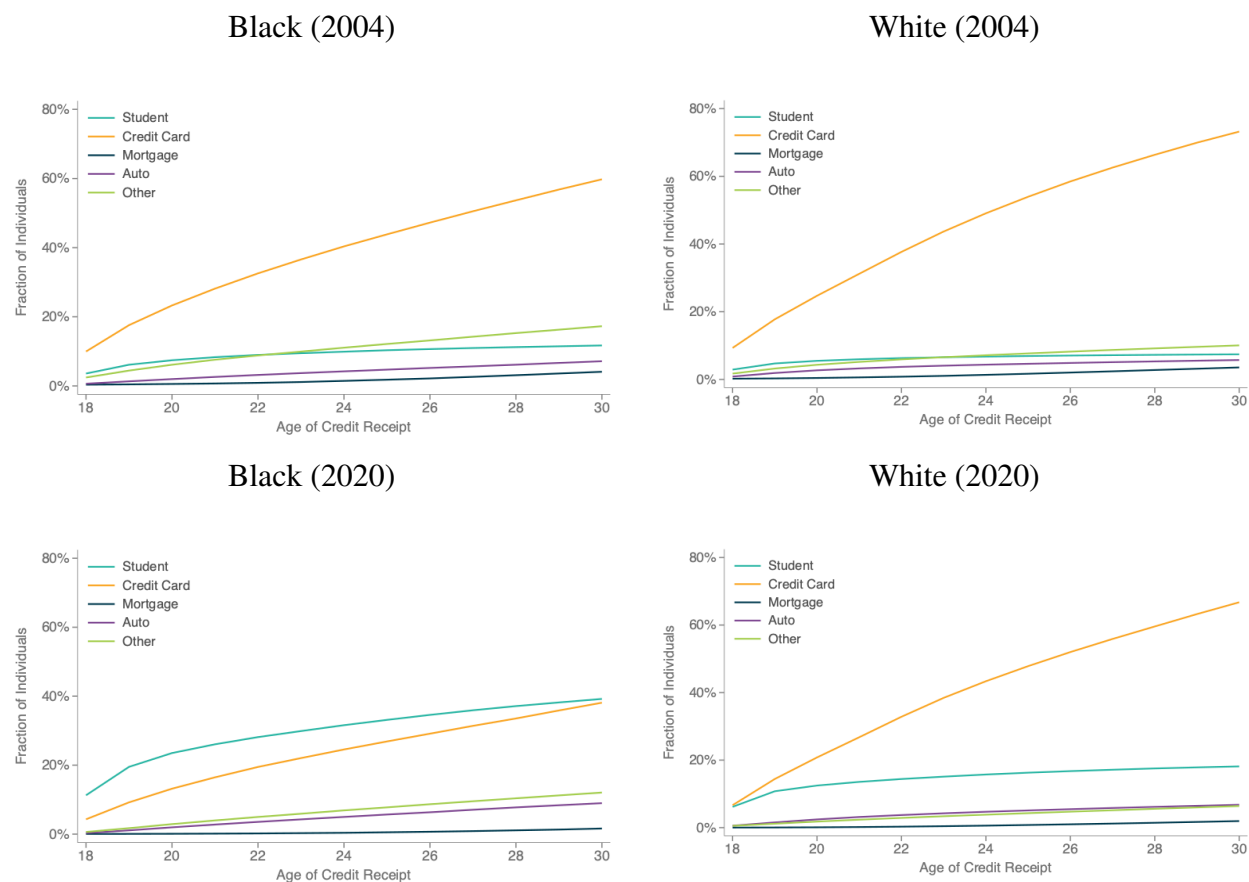 Black (2004)
White (2004)
Fraction of Individuals
80%
60%
40%
20%
0%
Student
Credit Card
Mortgage
Auto
Other
18 20 22 24 26 28 30
Age of Credit Receipt
Fraction of Individuals
80%
60%
40%
20%
0%
Student
Credit Card
Mortgage
Auto
Other
18 20 22 24 26 28 30
Age of Credit Receipt
Black (2020)
White (2020)
Fraction of Individuals
80%
60%
40%
20%
0%
Student
Credit Card
Mortgage
Auto
Other
18 20 22 24 26 28 30
Age of Credit Receipt
Fraction of Individuals
80%
60%
40%
20%
0%
Student
Credit Card
Mortgage
Auto
Other
18 20 22 24 26 28 30
Age of Credit Receipt